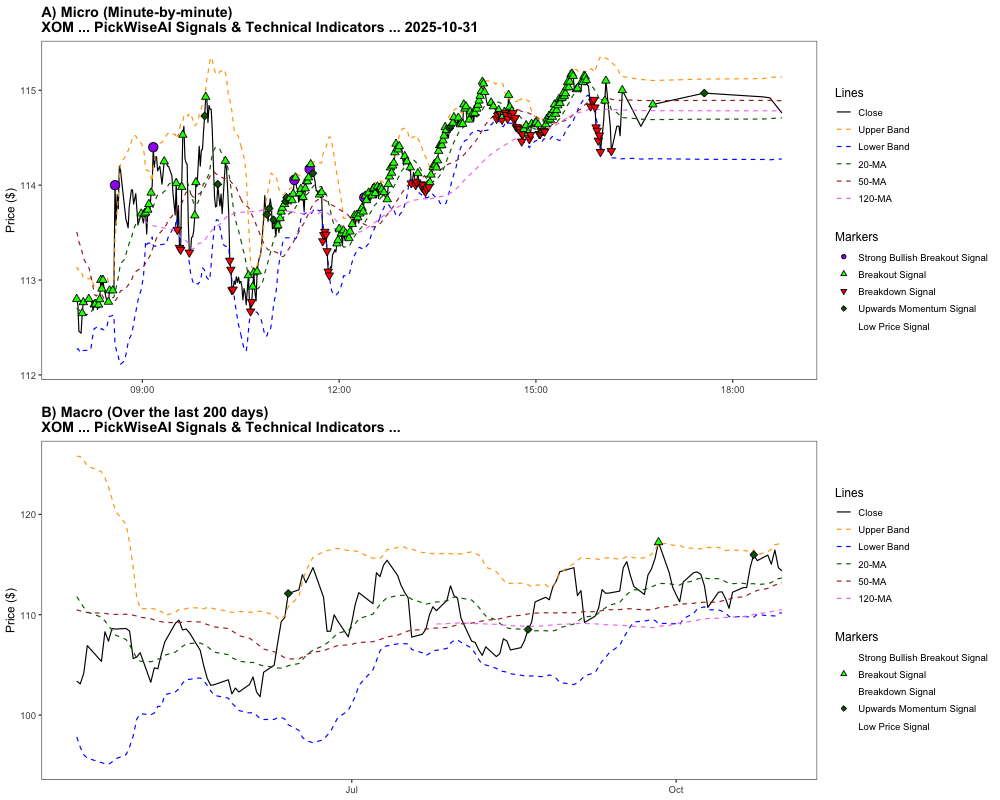 A) Micro (Minute-by-minute)
XOM ... PickWiseAI Signals & Technical Indicators ... 2025-10-31
Price ($)
115
114
113
112
09:00
12:00
15:00
18:00
Lines
Close
Upper Band
Lower Band
20-MA
50-MA
120-MA
Markers
Strong Bullish Breakout Signal
Breakout Signal
Breakdown Signal
Upwards Momentum Signal
Low Price Signal
B) Macro (Over the last 200 days)
XOM ... PickWiseAI Signals & Technical Indicators ...
Price ($)
120
110
100
Jul
Oct
Lines
Close
Upper Band
Lower Band
20-MA
50-MA
120-MA
Markers
Strong Bullish Breakout Signal
Breakout Signal
Breakdown Signal
Upwards Momentum Signal
Low Price Signal